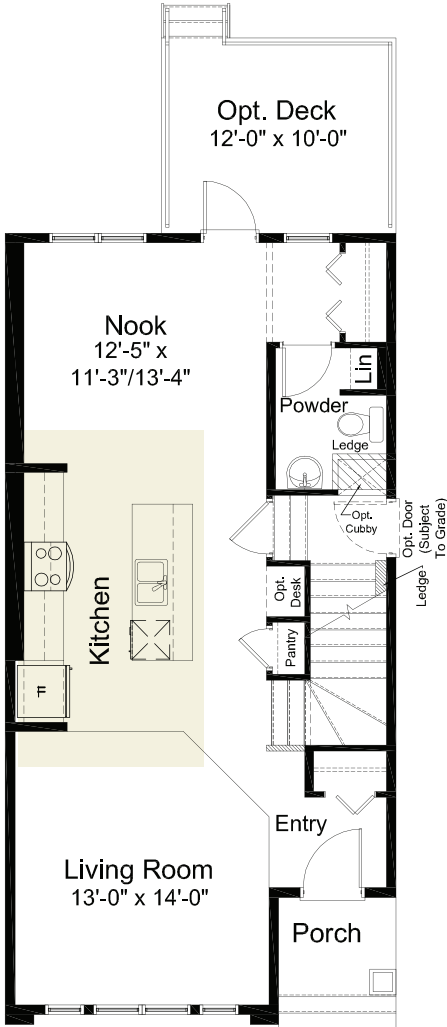 Opt. Deck
12'-0" x 10'-0"
Nook
12'-5" x
11'-3"/13'-4"
Lin
Powder
Ledge
Opt.
Cubby
Opt. Door
(Subject
To Grade)
Ledge
Opt.
Desk
Pantry
Kitchen
F
Entry
Living Room
13'-0" x 14'-0"
Porch